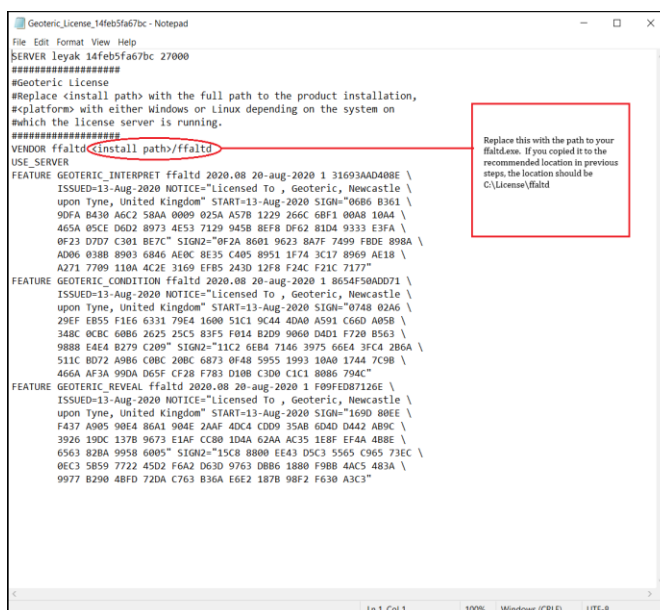 Geoteric_License_14feb5fa67bc - Notepad
File Edit Format View Help
SERVER leyak 14feb5fa67bc 27000
###################
#Geoteric License
#Replace <install path> with the full path to the product installation,
#<platform> with either Windows or Linux depending on the system on
#which the license server is running.
###################
VENDOR ffaltd <install path>/ffaltd
USE_SERVER
FEATURE GEOTERIC_INTERPRET ffaltd 2020.08 20-aug-2020 1 31693AAD408E \
ISSUED=13-Aug-2020 NOTICE="Licensed To , Geoteric, Newcastle \
upon Tyne, United Kingdom" START=13-Aug-2020 SIGN="06B6 B361 \
9DFA B430 A6C2 58AA 0009 025A A57B 1229 266C 6BF1 00A8 10A4 \
465A 05CE D6D2 8973 4E53 7129 945B 8EF8 DF62 81D4 9333 E3FA \
0F23 D7D7 C301 BE7C" SIGN2="0F2A 8601 9623 8A7F 7499 FBDE 898A \
AD06 038B 8903 6846 AE0C 8E35 C405 8951 1F74 3C17 8969 AE18 \
A271 7709 110A 4C2E 3169 EFB5 243D 12F8 F24C F21C 7177"
FEATURE GEOTERIC_CONDITION ffaltd 2020.08 20-aug-2020 1 8654F50ADD71 \
ISSUED=13-Aug-2020 NOTICE="Licensed To , Geoteric, Newcastle \
upon Tyne, United Kingdom" START=13-Aug-2020 SIGN="0748 02A6 \
29EF EB55 F1E6 6331 79E4 1600 51C1 9C44 4DA0 A591 C66D A05B \
348C 0CBC 60B6 2625 25C5 83F5 F014 B2D9 9060 D4D1 F720 B563 \
9888 E4E4 B279 C209" SIGN2="11C2 6EB4 7146 3975 66E4 3FC4 2B6A \
511C BD72 A9B6 C0BC 20BC 6873 0F48 5955 1993 10A0 1744 7C9B \
466A AF3A 99DA D65F CF28 F783 D10B C3D0 C1C1 8086 794C"
FEATURE GEOTERIC_REVEAL ffaltd 2020.08 20-aug-2020 1 F09FED87126E \
ISSUED=13-Aug-2020 NOTICE="Licensed To , Geoteric, Newcastle \
upon Tyne, United Kingdom" START=13-Aug-2020 SIGN="169D 80EE \
F437 A905 90E4 86A1 904E 2AAF 4DC4 CDD9 35AB 6D4D D442 AB9C \
3926 19DC 137B 9673 E1AF CC80 1D4A 62AA AC35 1E8F EF4A 4B8E \
6563 82BA 9958 6005" SIGN2="15C8 8800 EE43 D5C3 5565 C965 73EC \
0EC3 5B59 7722 45D2 F6A2 D63D 9763 DBB6 1880 F9BB 4AC5 483A \
9977 B290 4BFD 72DA C763 B36A E6E2 187B 98F2 F630 A3C3"
Replace this with the path to your
ffaltd.exe. If you copied it to the
recommended location in previous
steps, the location should be
C:\License\ffaltd
Ln 1, Col 1 100% Windows (CRLF) UTF-8